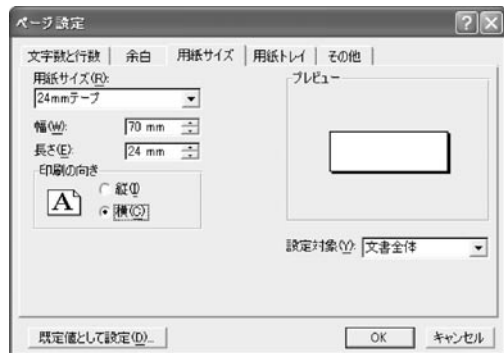 ページ設定
文字数と行数 余白 用紙サイズ 用紙トレイ その他
用紙サイズ(R):
24mmテープ
幅(W): 70 mm
長さ(E): 24 mm
印刷の向き
A
縦(I)
横(C)
プレビュー
設定対象(Y): 文書全体
既定値として設定(D)...
OK キャンセル